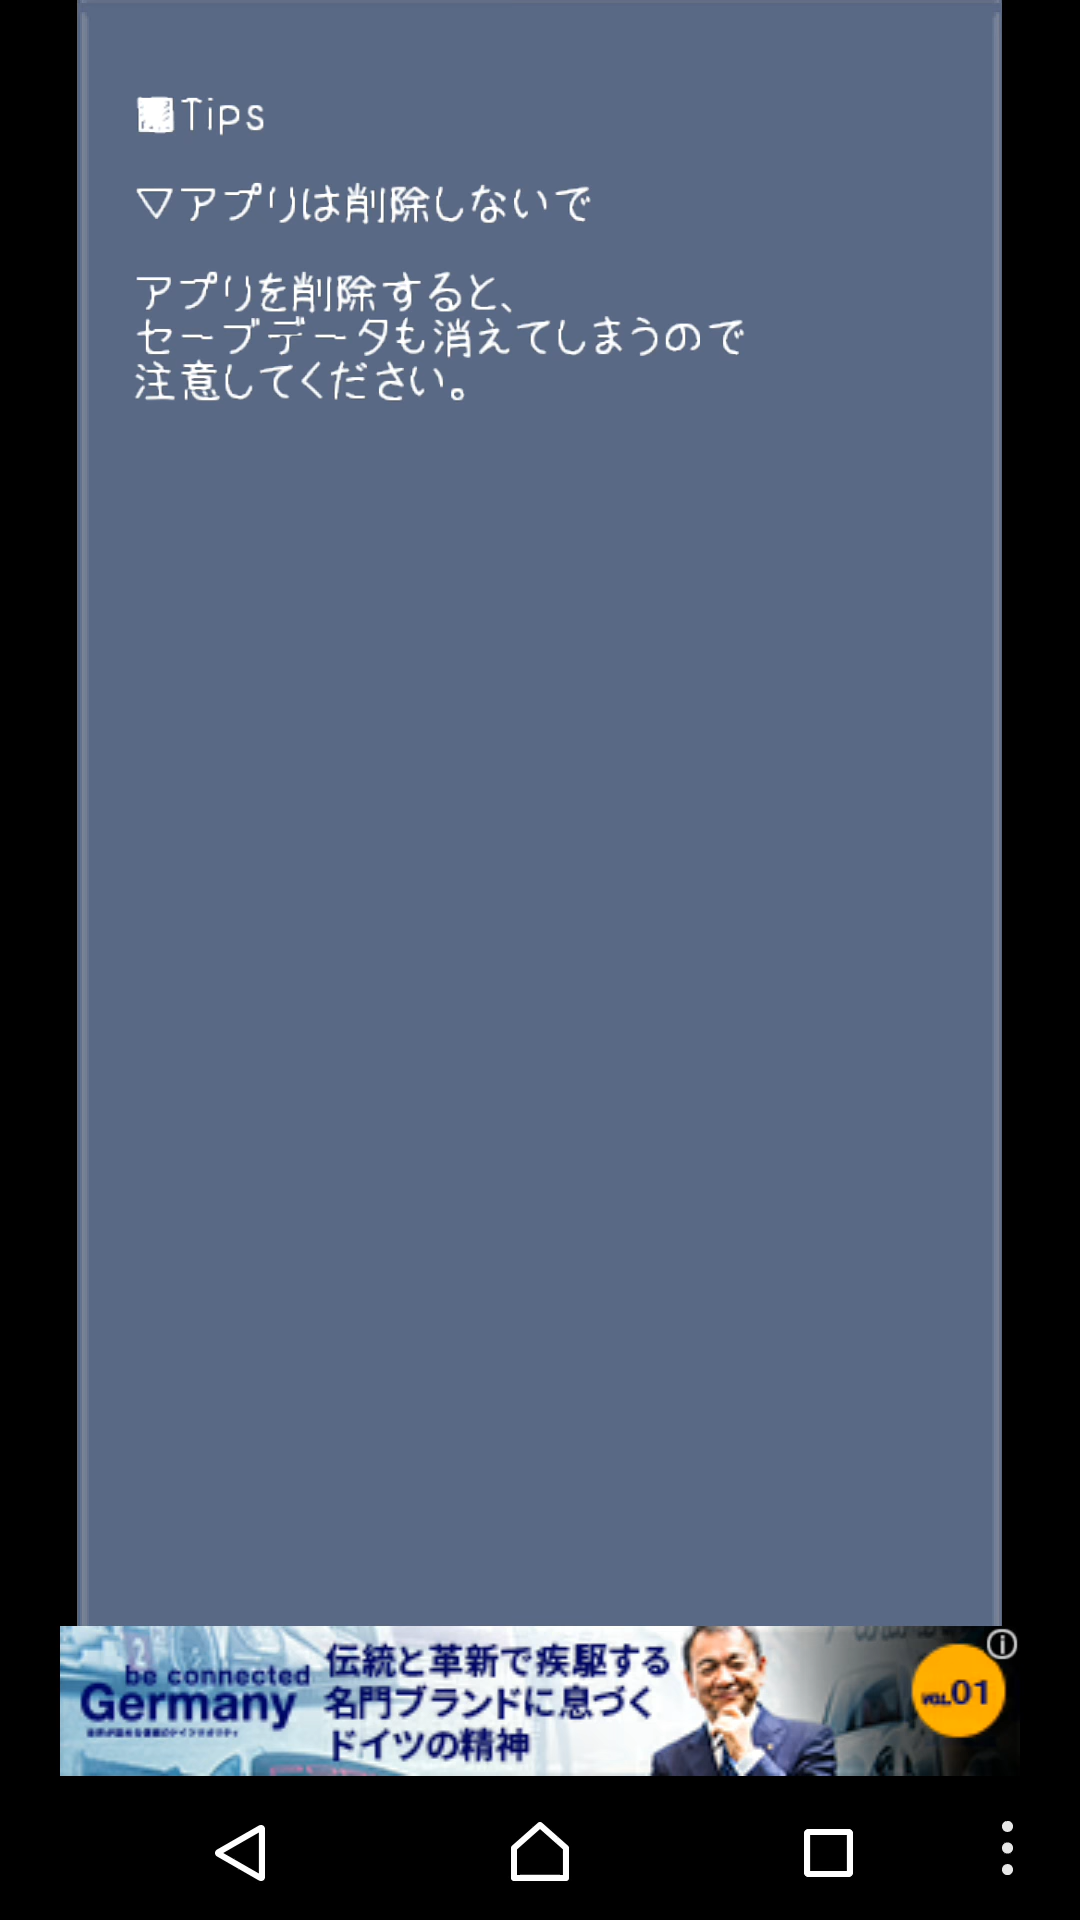 ■Tips
▽アプリは削除しないで
アプリを削除すると、
セーブデータも消えてしまうので
注意してください。
be connected
Germany
伝統と革新で疾駆する
名門ブランドに息づく
ドイツの精神
VOL.01